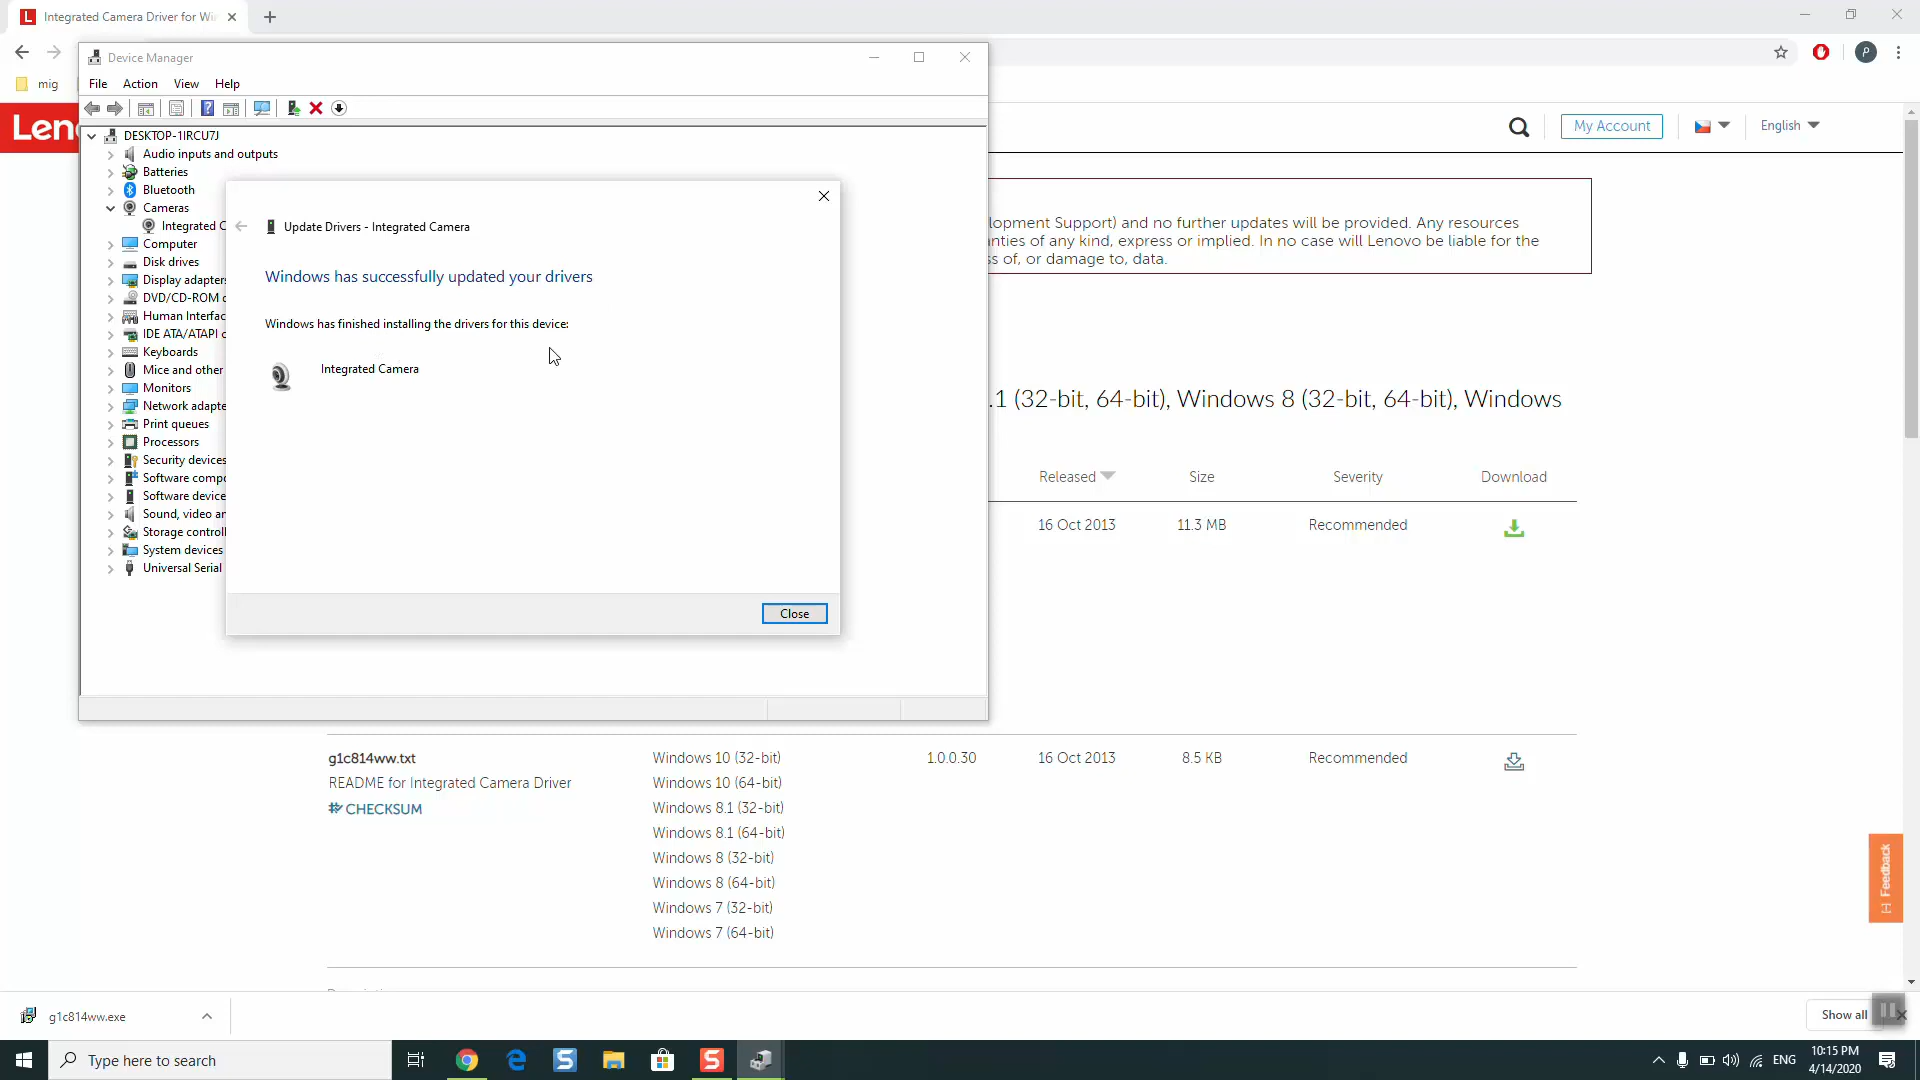 Integrated Camera Driver for Wi
mig
Device Manager
File Action View Help
Len
My Account
English
DESKTOP-1IRCU7J
Audio inputs and outputs
Batteries
Bluetooth
Cameras
Integrated C
Computer
Disk drives
Display adapters
DVD/CD-ROM d
Human Interfac
IDE ATA/ATAPI c
Keyboards
Mice and other
Monitors
Network adapte
Print queues
Processors
Security devices
Software compo
Software device
Sound, video an
Storage controll
System devices
Universal Serial
Update Drivers - Integrated Camera
Windows has successfully updated your drivers
Windows has finished installing the drivers for this device:
Integrated Camera
Close
lopment Support) and no further updates will be provided. Any resources
nties of any kind, express or implied. In no case will Lenovo be liable for the
s of, or damage to, data.
.1 (32-bit, 64-bit), Windows 8 (32-bit, 64-bit), Windows
Released Size Severity Download
16 Oct 2013 11.3 MB Recommended
g1c814ww.txt Windows 10 (32-bit) 1.0.0.30 16 Oct 2013 8.5 KB Recommended
README for Integrated Camera Driver Windows 10 (64-bit)
CHECKSUM Windows 8.1 (32-bit)
Windows 8.1 (64-bit)
Windows 8 (32-bit)
Windows 8 (64-bit)
Windows 7 (32-bit)
Windows 7 (64-bit)
[-] Feedback
g1c814ww.exe
Show all
Type here to search
ENG
10:15 PM
4/14/2020